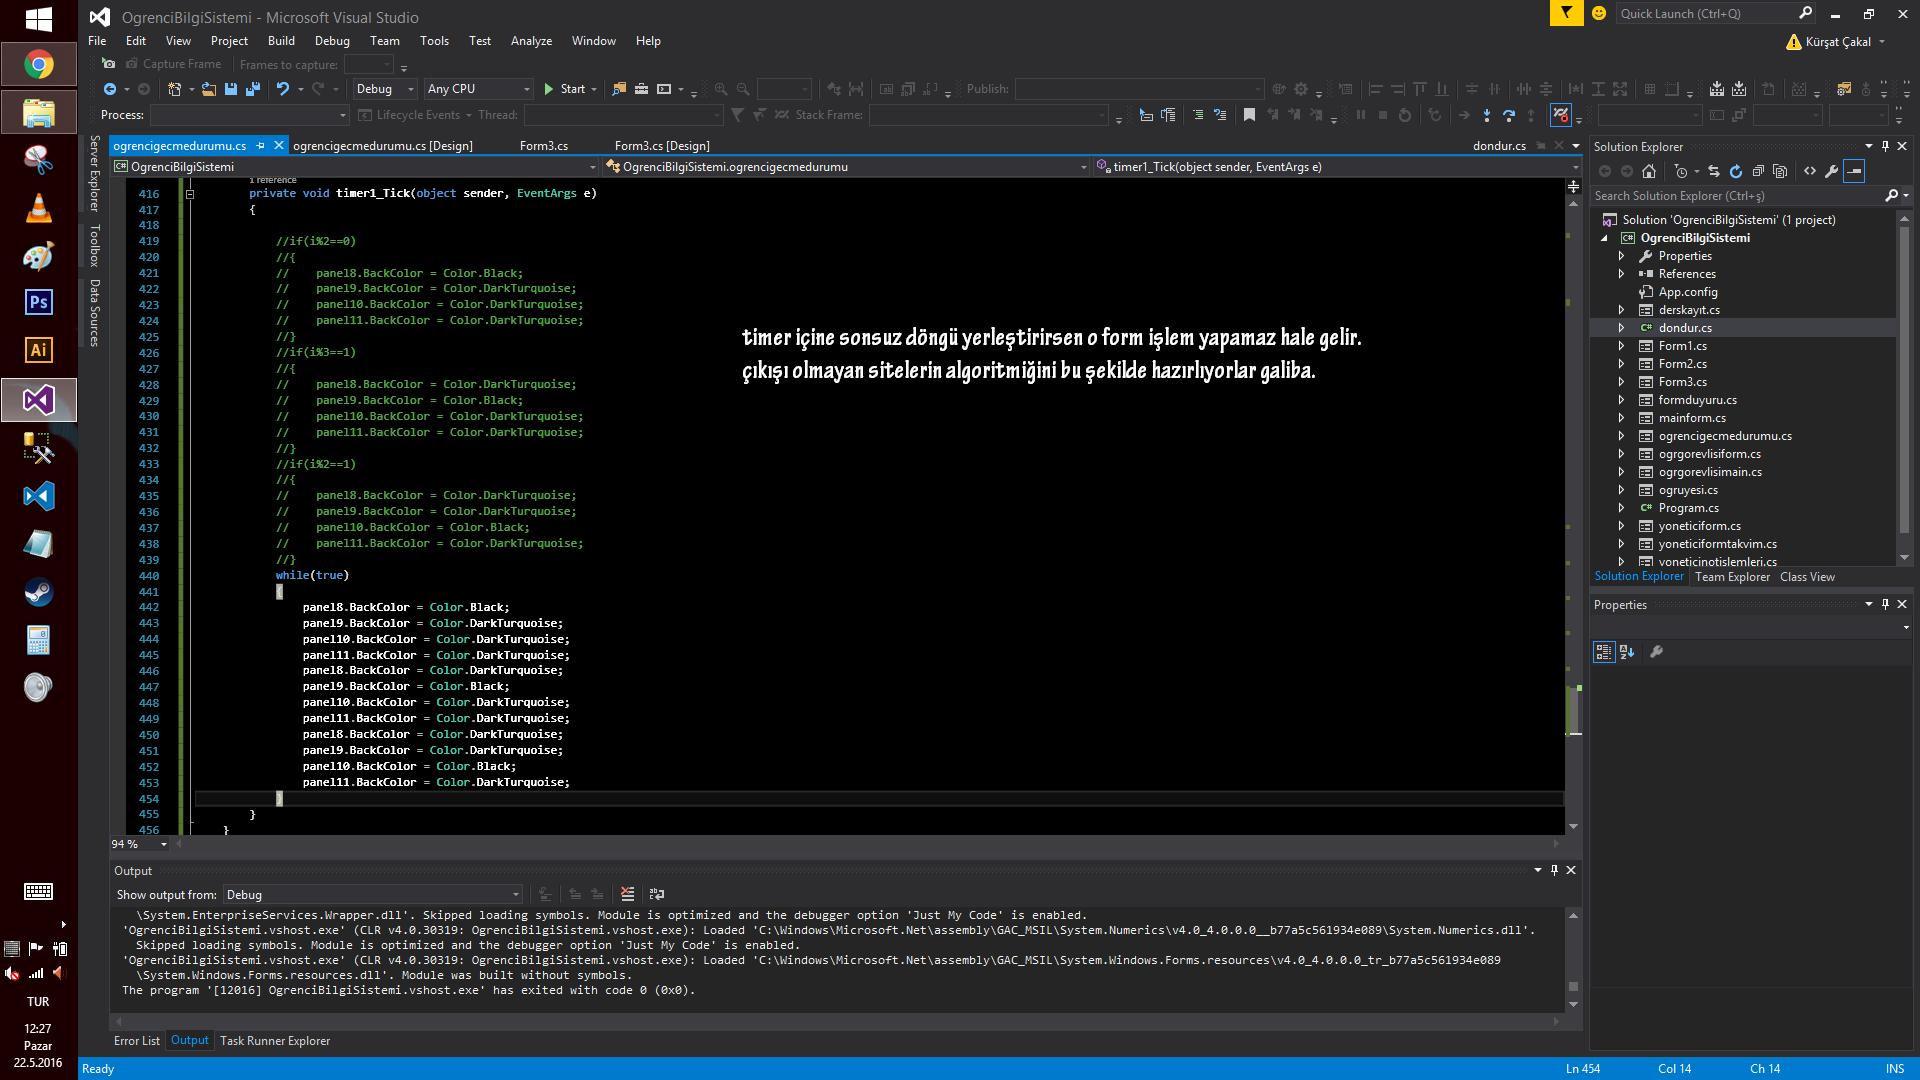 OgrenciBilgiSistemi - Microsoft Visual Studio
Quick Launch (Ctrl+Q)
File Edit View Project Build Debug Team Tools Test Analyze Window Help
Kürşat Çakal
Capture Frame Frames to capture:
Debug Any CPU Start Publish:
Process: Lifecycle Events Thread: Stack Frame:
Server Explorer
Toolbox
Data Sources
ogrencigecmedurumu.cs ogrencigecmedurumu.cs [Design] Form3.cs Form3.cs [Design] dondur.cs
OgrenciBilgiSistemi OgrenciBilgiSistemi.ogrencigecmedurumu timer1_Tick(object sender, EventArgs e)
1 reference
416 private void timer1_Tick(object sender, EventArgs e)
417 {
418
419 //if(i%2==0)
420 //{
421 // panel8.BackColor = Color.Black;
422 // panel9.BackColor = Color.DarkTurquoise;
423 // panel10.BackColor = Color.DarkTurquoise;
424 // panel11.BackColor = Color.DarkTurquoise;
425 //}
426 //if(i%3==1)
427 //{
428 // panel8.BackColor = Color.DarkTurquoise;
429 // panel9.BackColor = Color.Black;
430 // panel10.BackColor = Color.DarkTurquoise;
431 // panel11.BackColor = Color.DarkTurquoise;
432 //}
433 //if(i%2==1)
434 //{
435 // panel8.BackColor = Color.DarkTurquoise;
436 // panel9.BackColor = Color.DarkTurquoise;
437 // panel10.BackColor = Color.Black;
438 // panel11.BackColor = Color.DarkTurquoise;
439 //}
440 while(true)
441 {
442 panel8.BackColor = Color.Black;
443 panel9.BackColor = Color.DarkTurquoise;
444 panel10.BackColor = Color.DarkTurquoise;
445 panel11.BackColor = Color.DarkTurquoise;
446 panel8.BackColor = Color.DarkTurquoise;
447 panel9.BackColor = Color.Black;
448 panel10.BackColor = Color.DarkTurquoise;
449 panel11.BackColor = Color.DarkTurquoise;
450 panel8.BackColor = Color.DarkTurquoise;
451 panel9.BackColor = Color.DarkTurquoise;
452 panel10.BackColor = Color.Black;
453 panel11.BackColor = Color.DarkTurquoise;
454 }
455 }
456 }
timer içine sonsuz döngü yerleştirirsen o form işlem yapamaz hale gelir.
çıkışı olmayan sitelerin algoritmiğini bu şekilde hazırlıyorlar galiba.
94 %
Solution Explorer
Search Solution Explorer (Ctrl+ş)
Solution 'OgrenciBilgiSistemi' (1 project)
OgrenciBilgiSistemi
Properties
References
App.config
derskayıt.cs
dondur.cs
Form1.cs
Form2.cs
Form3.cs
formduyuru.cs
mainform.cs
ogrencigecmedurumu.cs
ogrgorevlisiform.cs
ogrgorevlisimain.cs
ogruyesi.cs
Program.cs
yoneticiform.cs
yoneticiformtakvim.cs
yoneticinotislemleri.cs
Solution Explorer Team Explorer Class View
Properties
Output
Show output from: Debug
\System.EnterpriseServices.Wrapper.dll'. Skipped loading symbols. Module is optimized and the debugger option 'Just My Code' is enabled.
'OgrenciBilgiSistemi.vshost.exe' (CLR v4.0.30319: OgrenciBilgiSistemi.vshost.exe): Loaded 'C:\Windows\Microsoft.Net\assembly\GAC_MSIL\System.Numerics\v4.0_4.0.0.0__b77a5c561934e089\System.Numerics.dll'.
Skipped loading symbols. Module is optimized and the debugger option 'Just My Code' is enabled.
'OgrenciBilgiSistemi.vshost.exe' (CLR v4.0.30319: OgrenciBilgiSistemi.vshost.exe): Loaded 'C:\Windows\Microsoft.Net\assembly\GAC_MSIL\System.Windows.Forms.resources\v4.0_4.0.0.0_tr_b77a5c561934e089
\System.Windows.Forms.resources.dll'. Module was built without symbols.
The program '[12016] OgrenciBilgiSistemi.vshost.exe' has exited with code 0 (0x0).
Error List Output Task Runner Explorer
Ready Ln 454 Col 14 Ch 14 INS
Ps
Ai
TUR
12:27
Pazar
22.5.2016